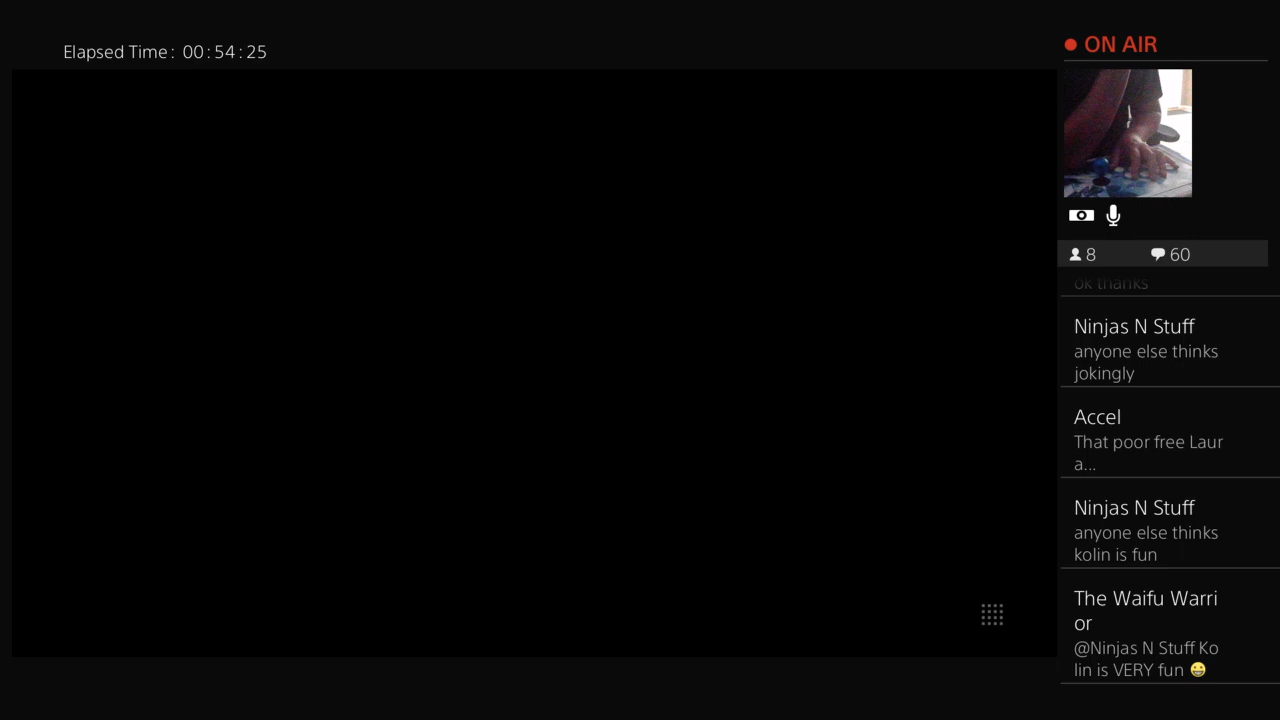 Elapsed Time: 00:54:25
ON AIR
8
60
ok thanks
Ninjas N Stuff
anyone else thinks
jokingly
Accel
That poor free Laur
a...
Ninjas N Stuff
anyone else thinks
kolin is fun
The Waifu Warri
or
@Ninjas N Stuff Ko
lin is VERY fun 😀